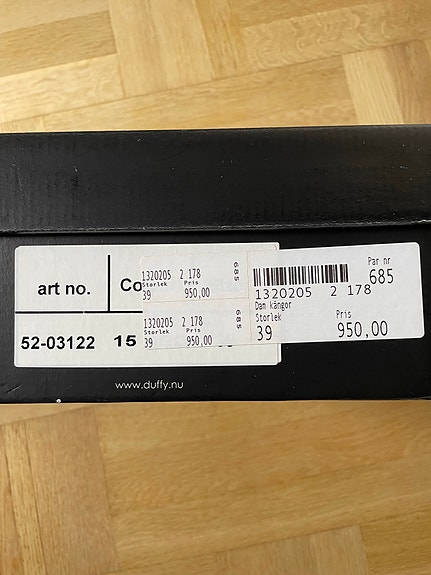 art no.
Co
52-03122 15
1320205 2 178
Storlek Pris
39 950,00
685
1320205 2 178
Storlek Pris
39 950,00
685
Par nr
685
1320205 2 178
Dam kängor
Storlek Pris
39 950,00
www.duffy.nu